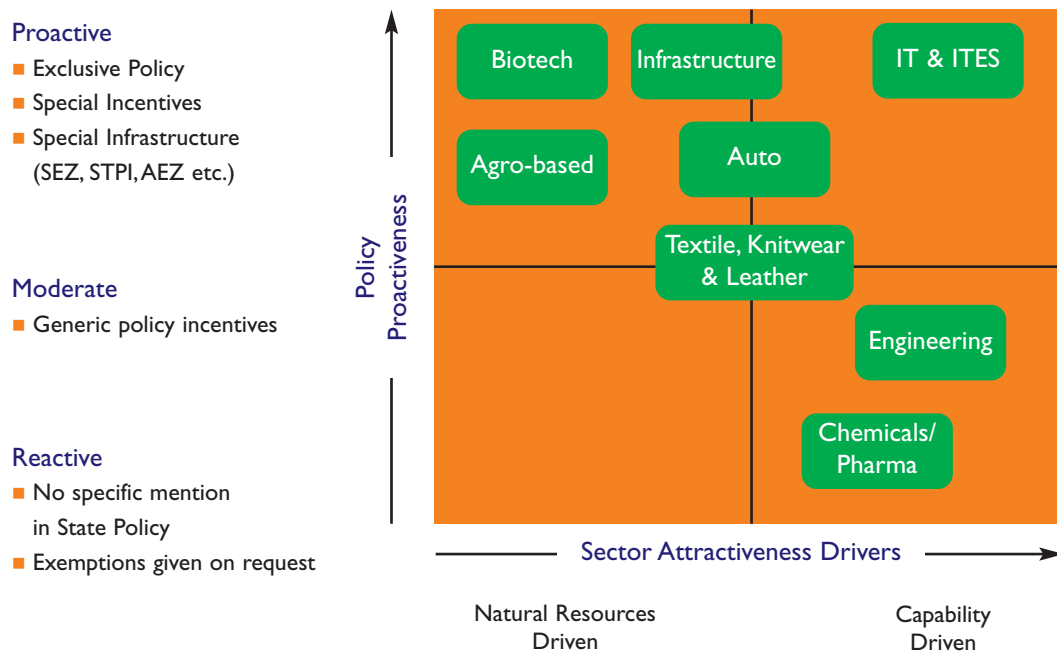 Proactive
Exclusive Policy
Special Incentives
Special Infrastructure
(SEZ, STPI, AEZ etc.)
Moderate
Generic policy incentives
Reactive
No specific mention
in State Policy
Exemptions given on request
Policy
Proactiveness
Biotech
Infrastructure
IT & ITES
Agro-based
Auto
Textile, Knitwear
& Leather
Engineering
Chemicals/
Pharma
Sector Attractiveness Drivers
Natural Resources
Driven
Capability
Driven